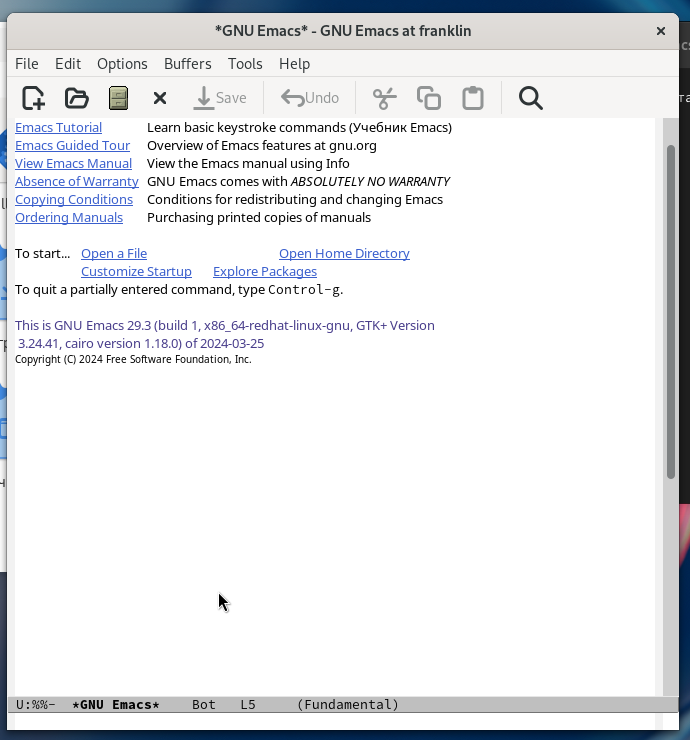 *GNU Emacs* - GNU Emacs at franklin
File Edit Options Buffers Tools Help
Save Undo
Emacs Tutorial Learn basic keystroke commands (Учебник Emacs)
Emacs Guided Tour Overview of Emacs features at gnu.org
View Emacs Manual View the Emacs manual using Info
Absence of Warranty GNU Emacs comes with ABSOLUTELY NO WARRANTY
Copying Conditions Conditions for redistributing and changing Emacs
Ordering Manuals Purchasing printed copies of manuals
To start... Open a File Open Home Directory
Customize Startup Explore Packages
To quit a partially entered command, type Control-g.
This is GNU Emacs 29.3 (build 1, x86_64-redhat-linux-gnu, GTK+ Version
3.24.41, cairo version 1.18.0) of 2024-03-25
Copyright (C) 2024 Free Software Foundation, Inc.
U:%%- *GNU Emacs* Bot L5 (Fundamental)